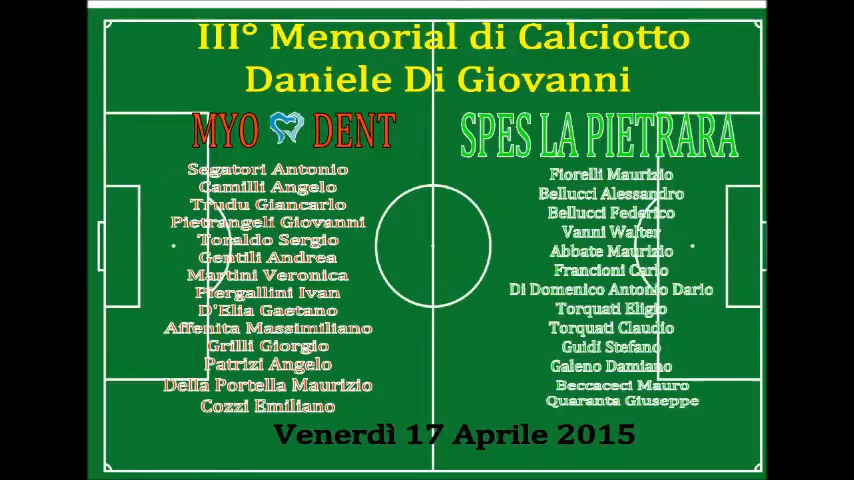 III° Memorial di Calciotto
Daniele Di Giovanni
MYO DENT
Segatori Antonio
Camilli Angelo
Trudu Giancarlo
Pietrangeli Giovanni
Toraldo Sergio
Gentili Andrea
Martini Veronica
Piergallini Ivan
D'Elia Gaetano
Affenita Massimiliano
Grilli Giorgio
Patrizi Angelo
Della Portella Maurizio
Cozzi Emiliano
SPES LA PIETRARA
Fiorelli Maurizio
Bellucci Alessandro
Bellucci Federico
Vanni Walter
Abbate Maurizio
Francioni Carlo
Di Domenico Antonio Dario
Torquati Eligio
Torquati Claudio
Guidi Stefano
Galeno Damiano
Beccaceci Mauro
Quaranta Giuseppe
Venerdì 17 Aprile 2015